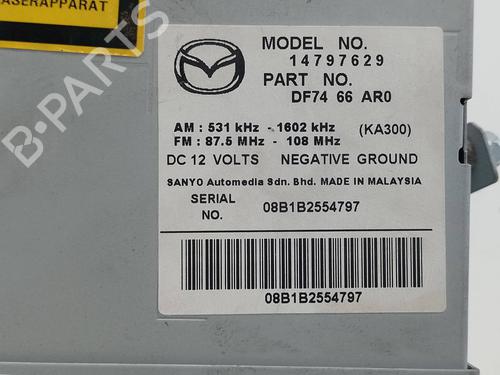 LASERAPPARAT
MODEL NO.
14797629
PART NO.
DF74 66 AR0
AM : 531 kHz - 1602 kHz (KA300)
FM : 87.5 MHz - 108 MHz
DC 12 VOLTS NEGATIVE GROUND
SANYO Automedia Sdn. Bhd. MADE IN MALAYSIA
SERIAL
NO. 08B1B2554797
08B1B2554797
B-Parts